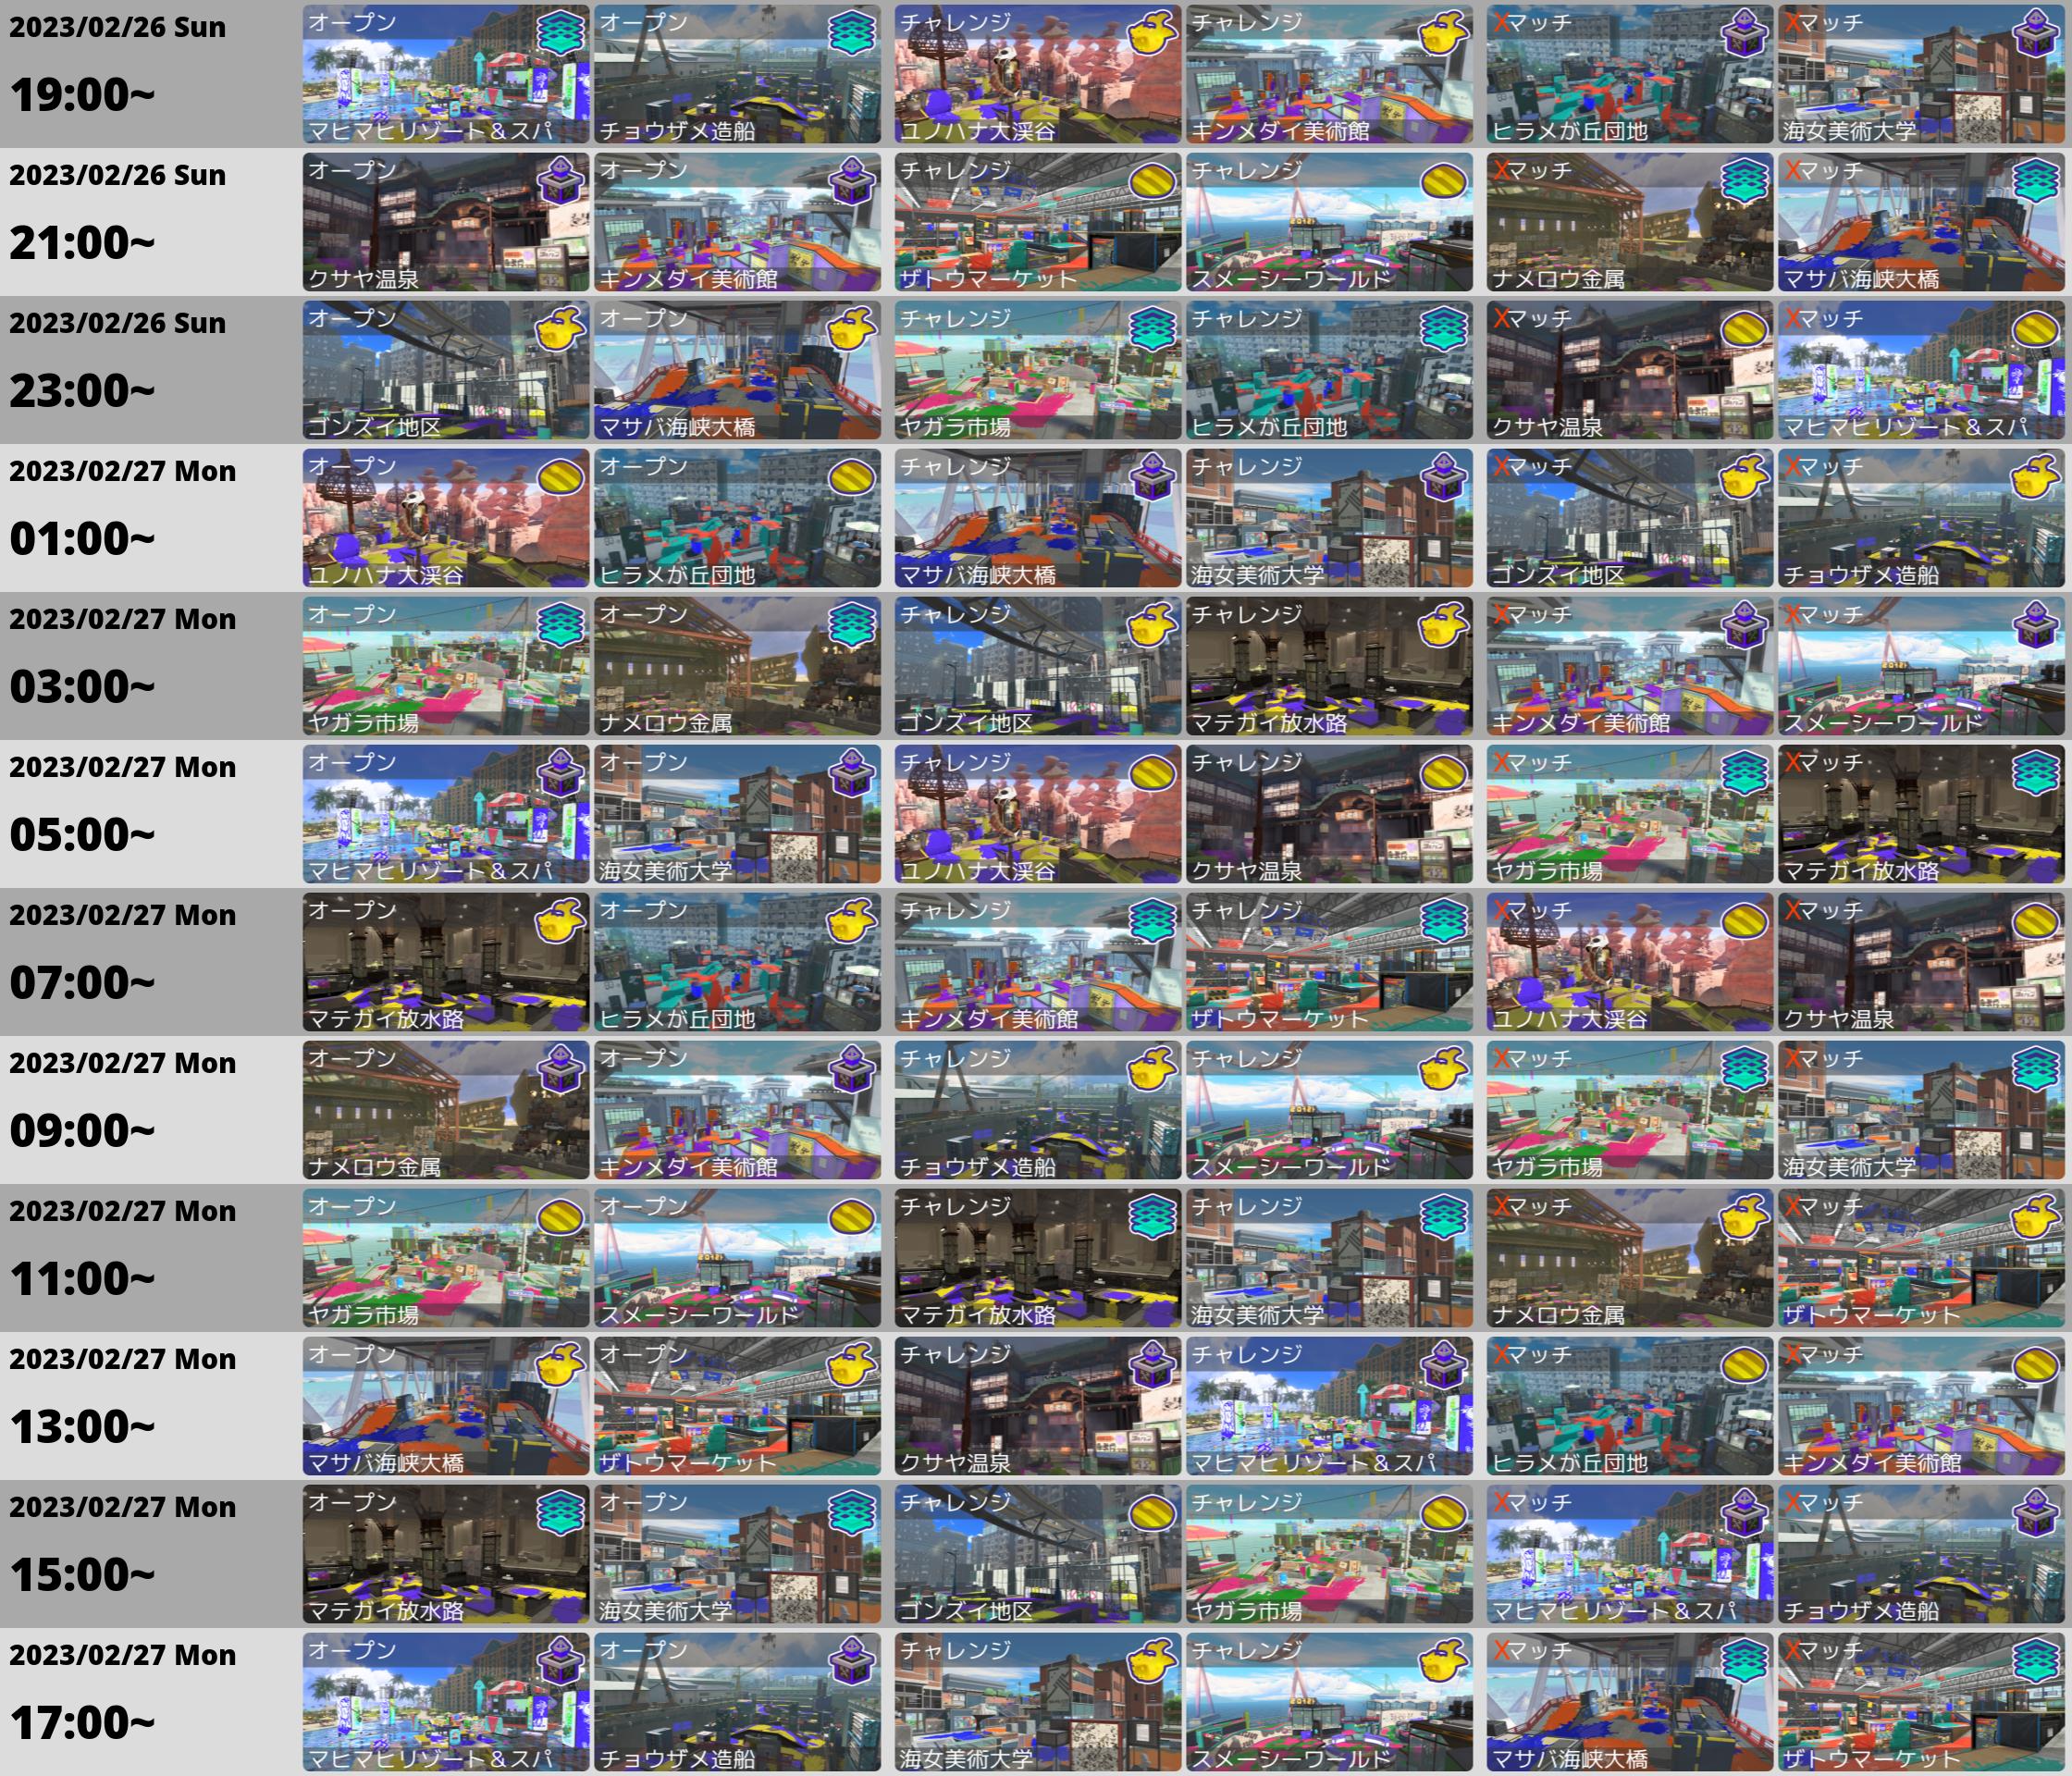 2023/02/26 Sun
19:00~
オープン オープン チャレンジ チャレンジ Xマッチ Xマッチ
マヒマヒリゾート＆スパ チョウザメ造船 ユノハナ大渓谷 キンメダイ美術館 ヒラメが丘団地 海女美術大学
2023/02/26 Sun
21:00~
オープン オープン チャレンジ チャレンジ Xマッチ Xマッチ
クサヤ温泉 キンメダイ美術館 ザトウマーケット スメーシーワールド ナメロウ金属 マサバ海峡大橋
2023/02/26 Sun
23:00~
オープン オープン チャレンジ チャレンジ Xマッチ Xマッチ
ゴンズイ地区 マサバ海峡大橋 ヤガラ市場 ヒラメが丘団地 クサヤ温泉 マヒマヒリゾート＆スパ
2023/02/27 Mon
01:00~
オープン オープン チャレンジ チャレンジ Xマッチ Xマッチ
ユノハナ大渓谷 ヒラメが丘団地 マサバ海峡大橋 海女美術大学 ゴンズイ地区 チョウザメ造船
2023/02/27 Mon
03:00~
オープン オープン チャレンジ チャレンジ Xマッチ Xマッチ
ヤガラ市場 ナメロウ金属 ゴンズイ地区 マテガイ放水路 キンメダイ美術館 スメーシーワールド
2023/02/27 Mon
05:00~
オープン オープン チャレンジ チャレンジ Xマッチ Xマッチ
マヒマヒリゾート＆スパ 海女美術大学 ユノハナ大渓谷 クサヤ温泉 ヤガラ市場 マテガイ放水路
2023/02/27 Mon
07:00~
オープン オープン チャレンジ チャレンジ Xマッチ Xマッチ
マテガイ放水路 ヒラメが丘団地 キンメダイ美術館 ザトウマーケット ユノハナ大渓谷 クサヤ温泉
2023/02/27 Mon
09:00~
オープン オープン チャレンジ チャレンジ Xマッチ Xマッチ
ナメロウ金属 キンメダイ美術館 チョウザメ造船 スメーシーワールド ヤガラ市場 海女美術大学
2023/02/27 Mon
11:00~
オープン オープン チャレンジ チャレンジ Xマッチ Xマッチ
ヤガラ市場 スメーシーワールド マテガイ放水路 海女美術大学 ナメロウ金属 ザトウマーケット
2023/02/27 Mon
13:00~
オープン オープン チャレンジ チャレンジ Xマッチ Xマッチ
マサバ海峡大橋 ザトウマーケット クサヤ温泉 マヒマヒリゾート＆スパ ヒラメが丘団地 キンメダイ美術館
2023/02/27 Mon
15:00~
オープン オープン チャレンジ チャレンジ Xマッチ Xマッチ
マテガイ放水路 海女美術大学 ゴンズイ地区 ヤガラ市場 マヒマヒリゾート＆スパ チョウザメ造船
2023/02/27 Mon
17:00~
オープン オープン チャレンジ チャレンジ Xマッチ Xマッチ
マヒマヒリゾート＆スパ チョウザメ造船 海女美術大学 スメーシーワールド マサバ海峡大橋 ザトウマーケット